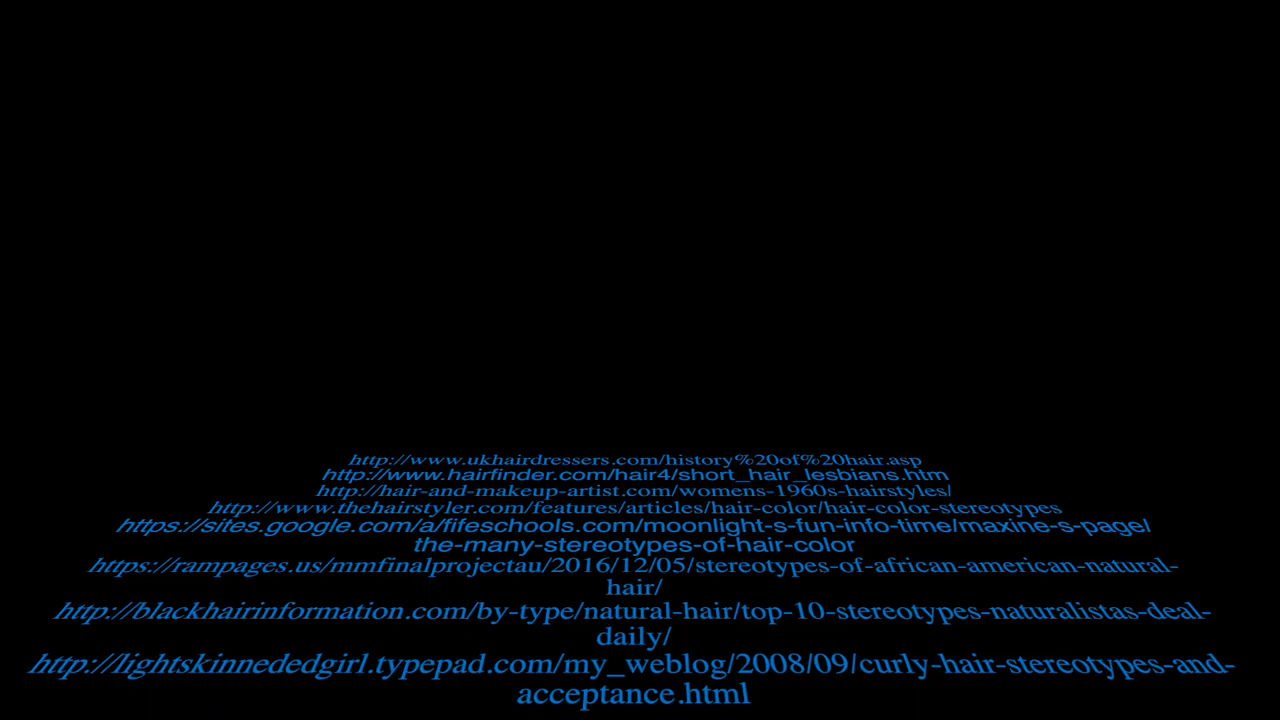 http://www.ukhairdressers.com/history%20of%20hair.asp
http://www.hairfinder.com/hair4/short_hair_lesbians.htm
http://hair-and-makeup-artist.com/womens-1960s-hairstyles/
http://www.thehairstyler.com/features/articles/hair-color/hair-color-stereotypes
https://sites.google.com/a/fifeschools.com/moonlight-s-fun-info-time/maxine-s-page/
the-many-stereotypes-of-hair-color
https://rampages.us/mmfinalprojectau/2016/12/05/stereotypes-of-african-american-natural-
hair/
http://blackhairinformation.com/by-type/natural-hair/top-10-stereotypes-naturalistas-deal-
daily/
http://lightskinnededgirl.typepad.com/my_weblog/2008/09/curly-hair-stereotypes-and-
acceptance.html